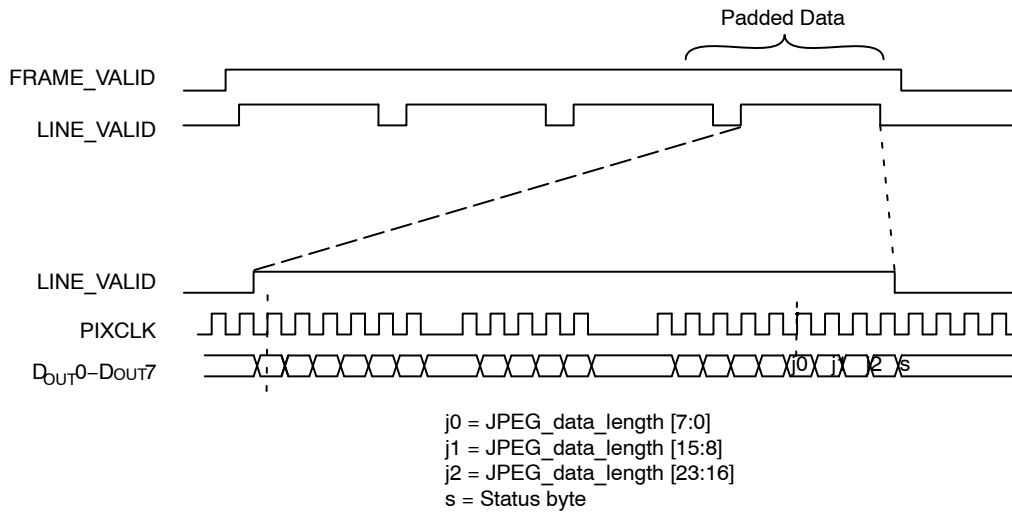 Padded Data
FRAME_VALID
LINE_VALID
LINE_VALID
PIXCLK
DOUT0–DOUT7
j0 j1 j2 s
j0 = JPEG_data_length [7:0]
j1 = JPEG_data_length [15:8]
j2 = JPEG_data_length [23:16]
s = Status byte